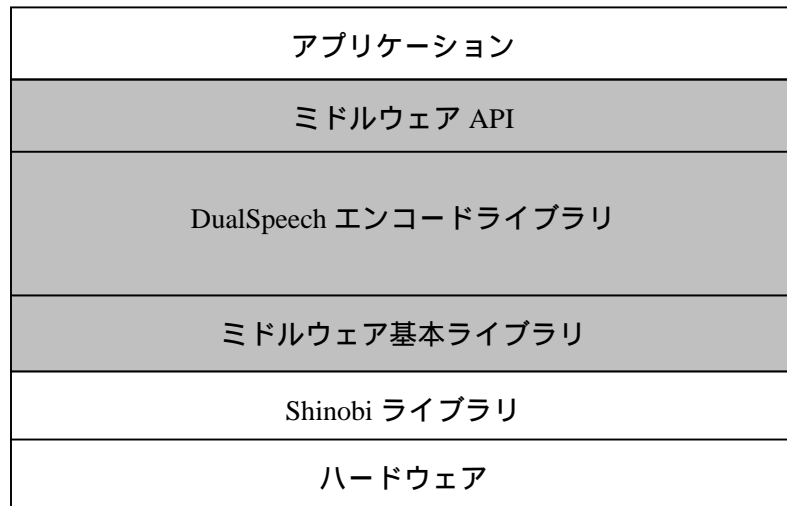 アプリケーション
ミドルウェア API
DualSpeech エンコードライブラリ
ミドルウェア基本ライブラリ
Shinobi ライブラリ
ハードウェア